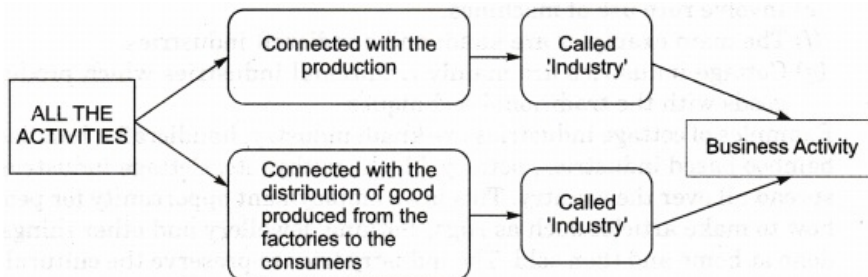 ALL THE
ACTIVITIES
Connected with the
production
Called
'Industry'
Connected with the
distribution of good
produced from the
factories to the
consumers
Called
'Industry'
Business Activity